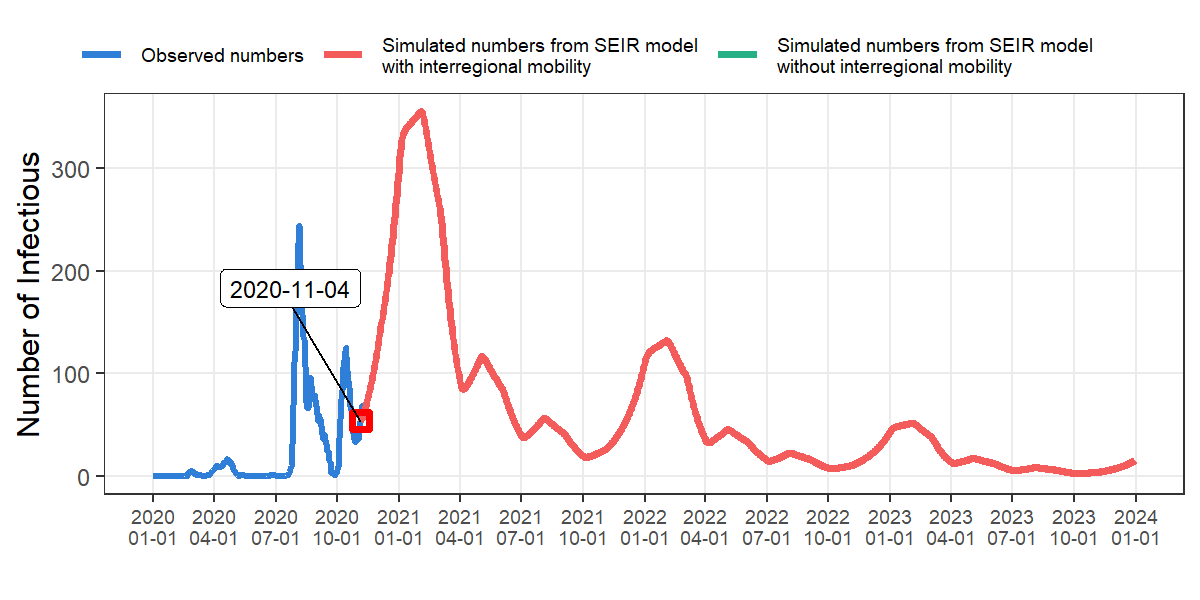 Observed numbers
Simulated numbers from SEIR model
with interregional mobility
Simulated numbers from SEIR model
without interregional mobility
Number of Infectious
300
200
100
0
2020-11-04
2020 2020 2020 2020 2021 2021 2021 2021 2022 2022 2022 2022 2023 2023 2023 2023 2024
01-01 04-01 07-01 10-01 01-01 04-01 07-01 10-01 01-01 04-01 07-01 10-01 01-01 04-01 07-01 10-01 01-01